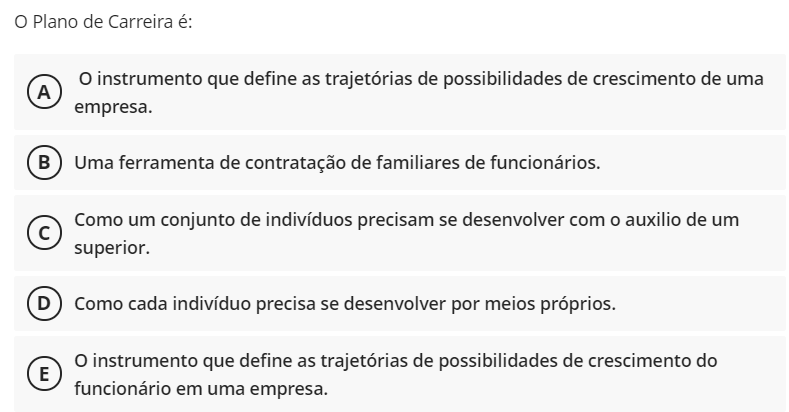 O Plano de Carreira é:
A
O instrumento que define as trajetórias de possibilidades de crescimento de uma
empresa.
B
Uma ferramenta de contratação de familiares de funcionários.
C
Como um conjunto de indivíduos precisam se desenvolver com o auxilio de um
superior.
D
Como cada indivíduo precisa se desenvolver por meios próprios.
E
O instrumento que define as trajetórias de possibilidades de crescimento do
funcionário em uma empresa.